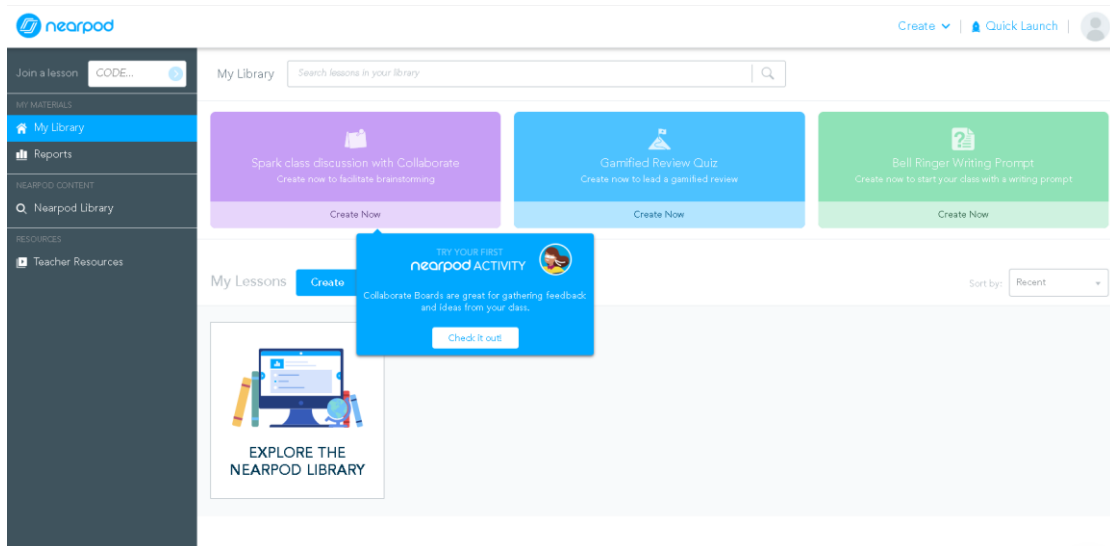 nearpod
Create
Quick Launch
Join a lesson
CODE...
MY MATERIALS
My Library
Reports
NEARPOD CONTENT
Nearpod Library
RESOURCES
Teacher Resources
My Library
Search lessons in your library
Spark class discussion with Collaborate
Create now to facilitate brainstorming
Create Now
Gamified Review Quiz
Create now to lead a gamified review
Create Now
Bell Ringer Writing Prompt
Create now to start your class with a writing prompt
Create Now
TRY YOUR FIRST
nearpod ACTIVITY
Collaborate Boards are great for gathering feedback
and ideas from your class.
Check it out!
My Lessons
Create
Sort by:
Recent
EXPLORE THE
NEARPOD LIBRARY